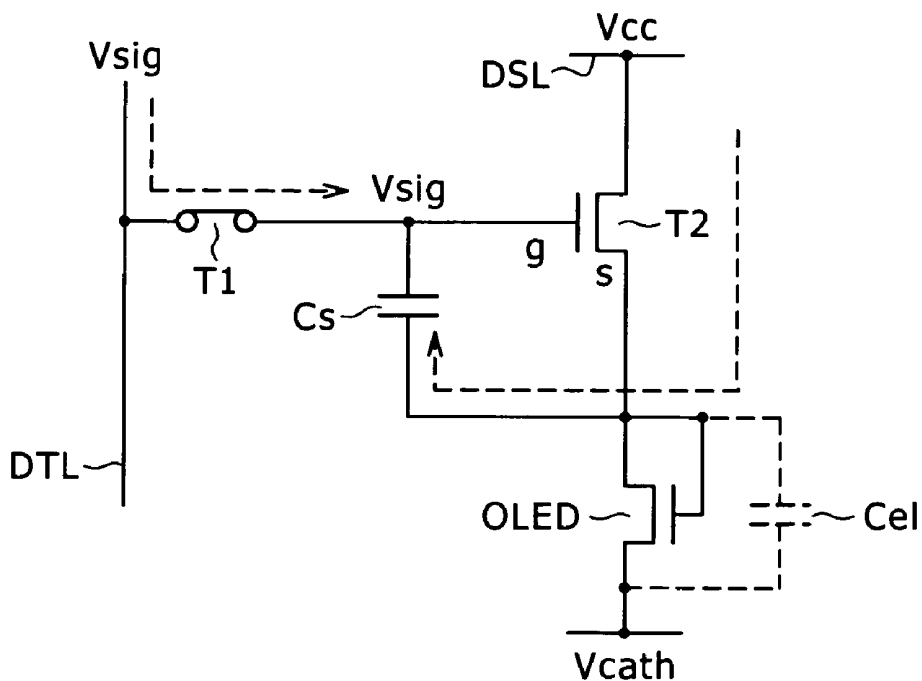 Vcc
Vsig
DSL
Vsig
T2
g
T1
s
Cs
DTL
OLED
Cel
Vcath